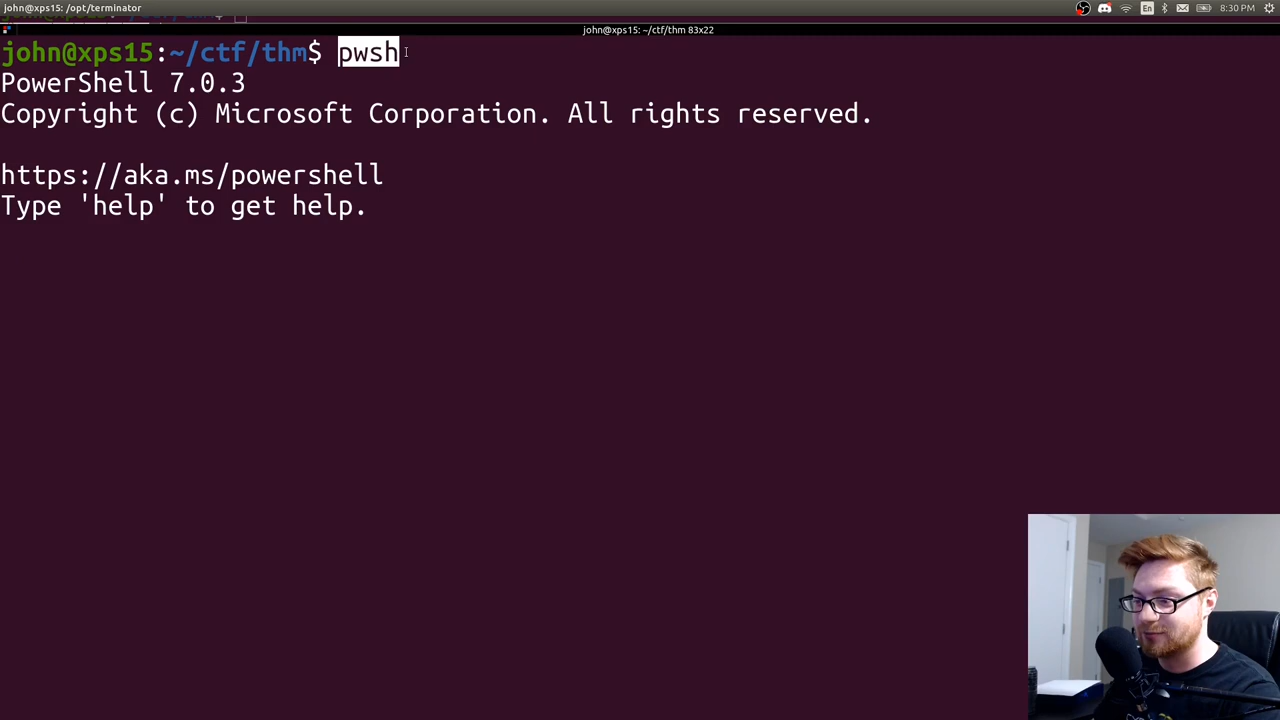 john@xps15: /opt/terminator
En
8:30 PM
john@xps15: ~/ctf/thm 83x22
john@xps15:~/ctf/thm$ pwsh
PowerShell 7.0.3
Copyright (c) Microsoft Corporation. All rights reserved.
https://aka.ms/powershell
Type 'help' to get help.